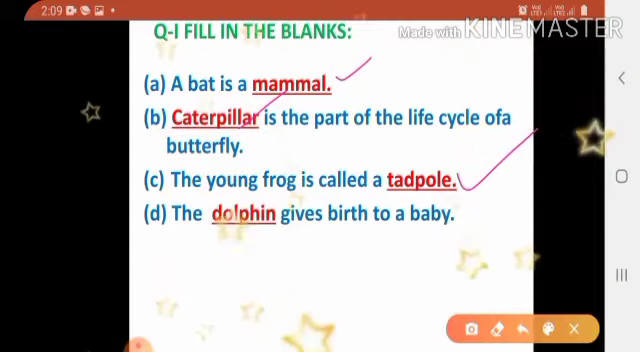 2:09
Q-I FILL IN THE BLANKS:
Made with KINEMASTER
(a) A bat is a mammal.
(b) Caterpillar is the part of the life cycle ofa
butterfly.
(c) The young frog is called a tadpole.
(d) The dolphin gives birth to a baby.